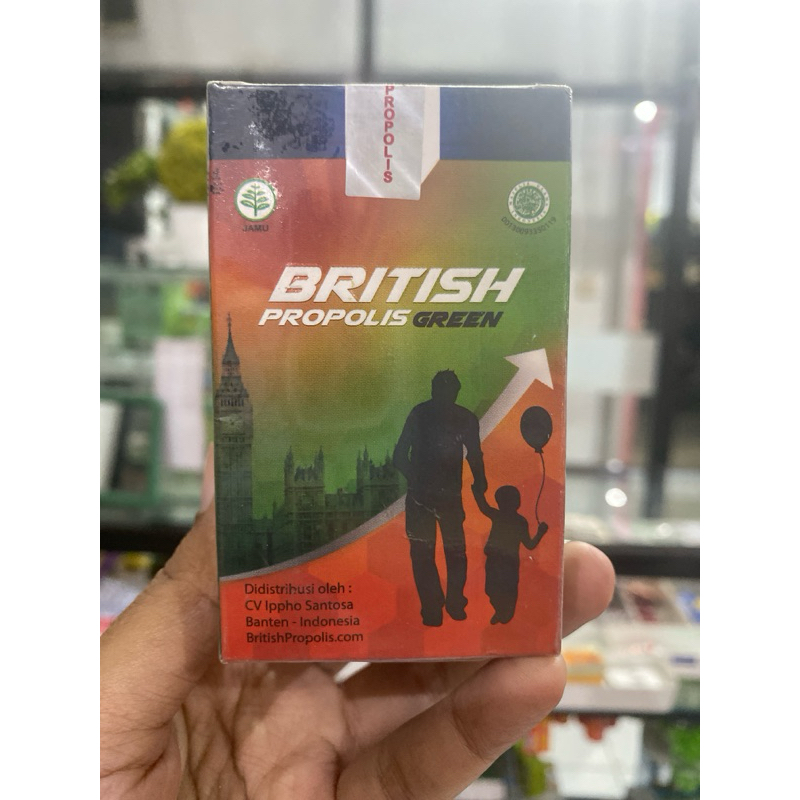 PROPOLIS
JAMU
BRITISH
PROPOLIS GREEN
Didistribusi oleh :
CV Ippho Santosa
Banten - Indonesia
BritishPropolis.com